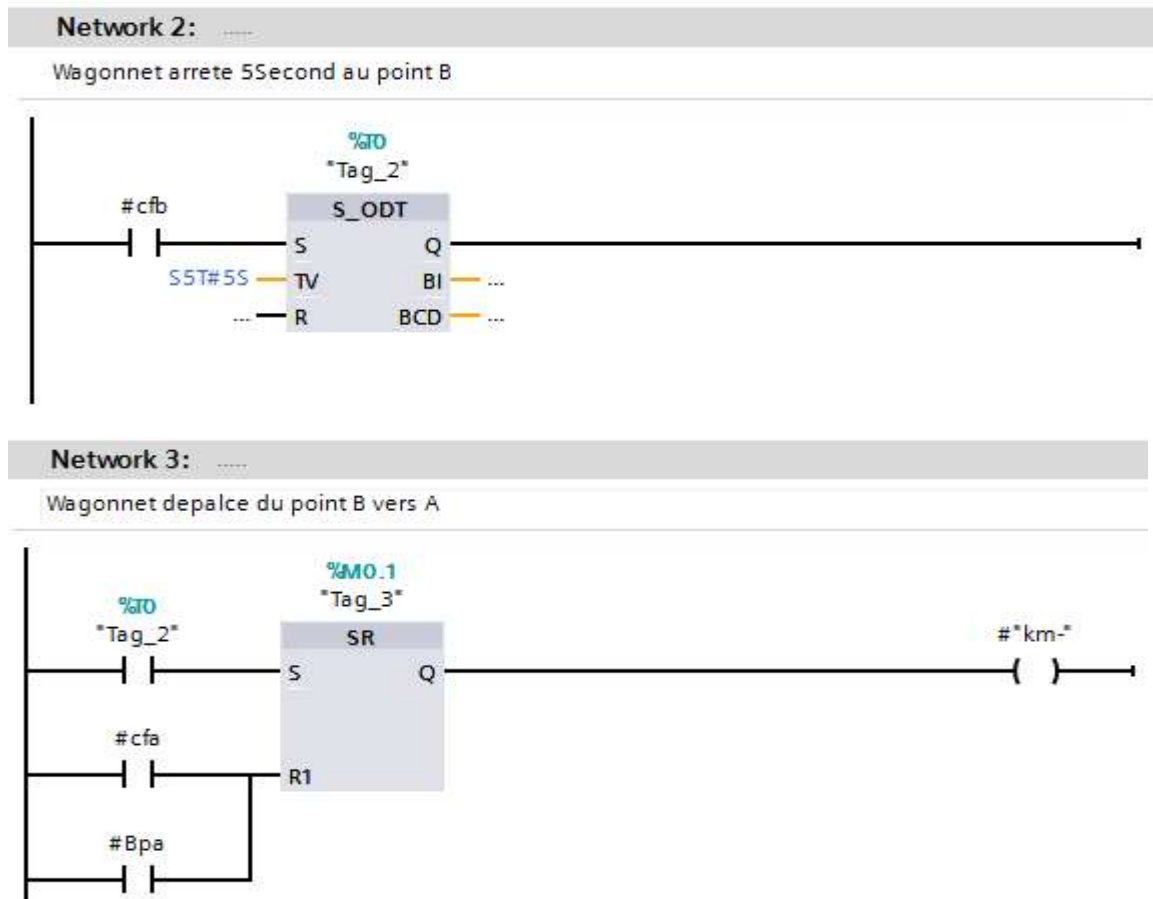 Network 2: .....
Wagonnet arrete 5Second au point B
%T0
"Tag_2"
#cfb
S_ODT
S Q
S5T#5S TV BI ...
... R BCD ...
Network 3: .....
Wagonnet depalce du point B vers A
%M0.1
%T0
"Tag_3"
"Tag_2"
SR
#"km-"
S Q
#cfa
R1
#Bpa